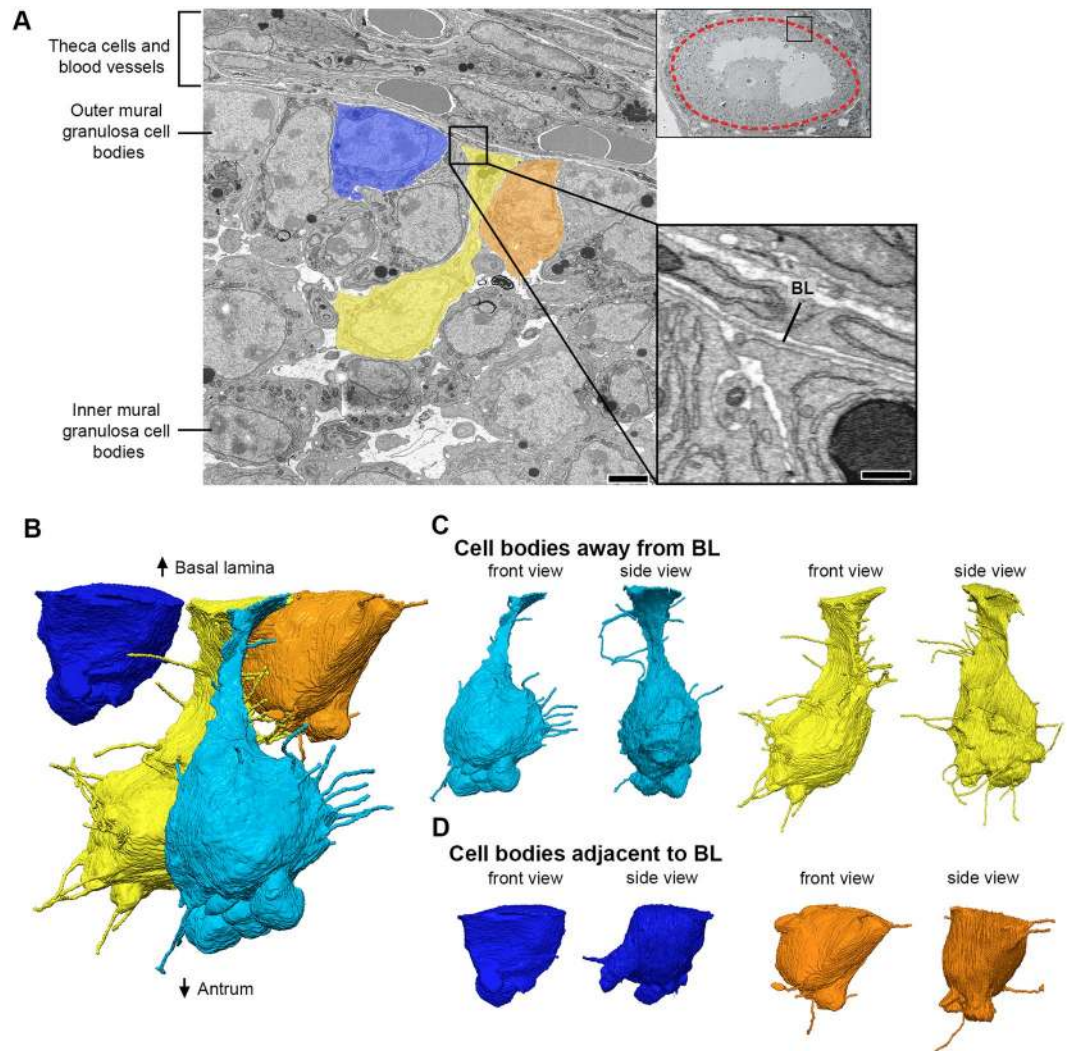 A
Theca cells and
blood vessels
Outer mural
granulosa cell
bodies
Inner mural
granulosa cell
bodies
BL
B
Basal lamina
Antrum
C
Cell bodies away from BL
front view side view front view side view
D
Cell bodies adjacent to BL
front view side view front view side view